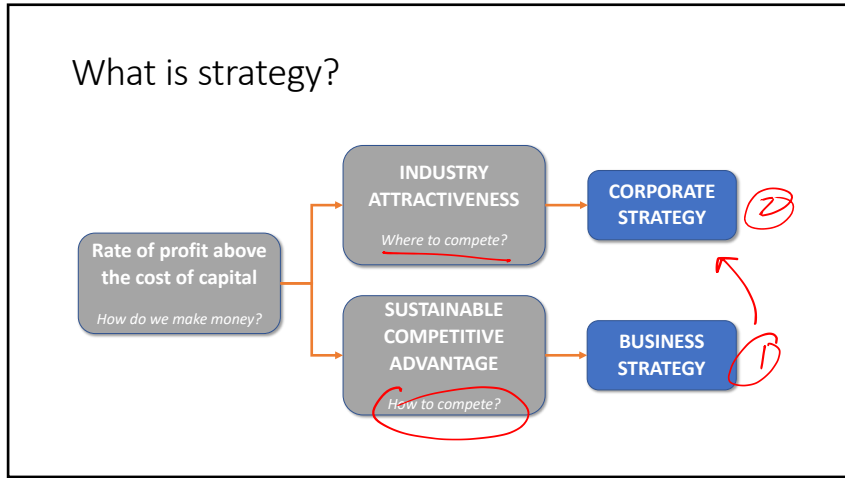 What is strategy?
INDUSTRY
ATTRACTIVENESS
Where to compete?
CORPORATE
STRATEGY
2
Rate of profit above
the cost of capital
How do we make money?
SUSTAINABLE
COMPETITIVE
ADVANTAGE
How to compete?
BUSINESS
STRATEGY
1